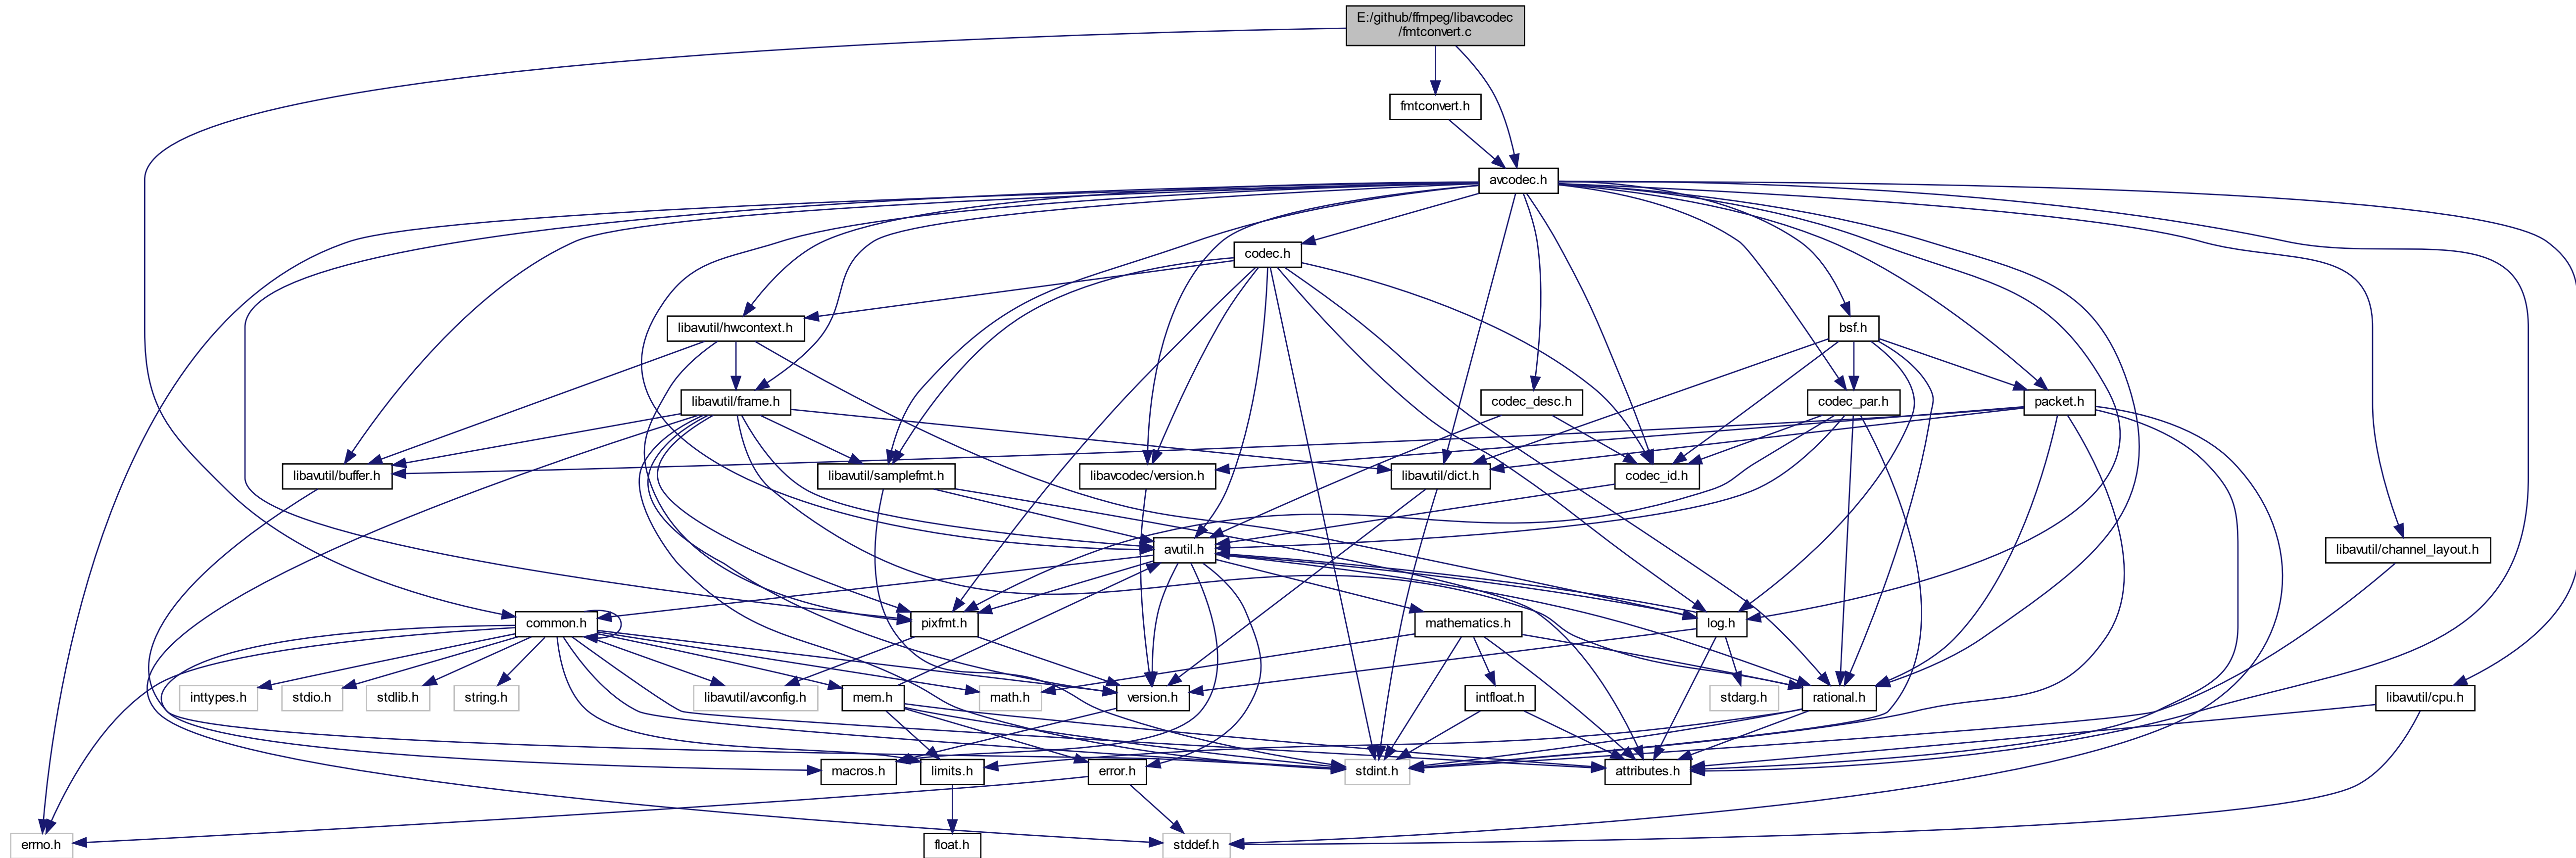 E:/github/ffmpeg/libavcodec
/fmtconvert.c
fmtconvert.h
avcodec.h
codec.h
libavutil/hwcontext.h
bsf.h
libavutil/frame.h
codec_desc.h
codec_par.h
packet.h
libavutil/buffer.h
libavutil/samplefmt.h
libavcodec/version.h
libavutil/dict.h
codec_id.h
avutil.h
libavutil/channel_layout.h
common.h
pixfmt.h
mathematics.h
log.h
inttypes.h
stdio.h
stdlib.h
string.h
libavutil/avconfig.h
mem.h
math.h
version.h
intfloat.h
stdarg.h
rational.h
libavutil/cpu.h
macros.h
limits.h
error.h
stdint.h
attributes.h
errno.h
float.h
stddef.h